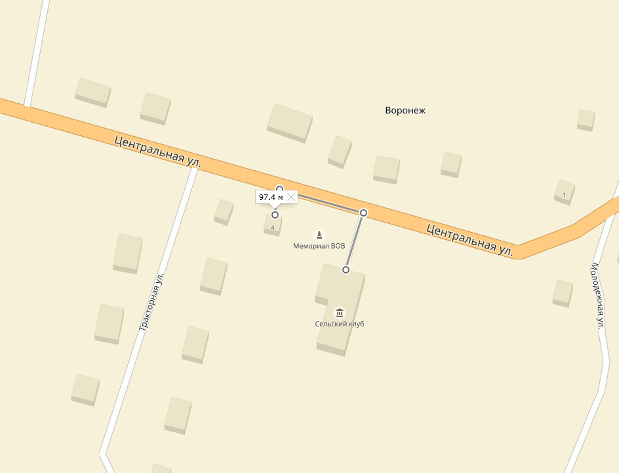 Воронеж
Центральная ул.
1
97.4 м
4
Мемориал ВОВ
Центральная ул.
Тракторная ул.
Молодежная ул.
Сельский клуб